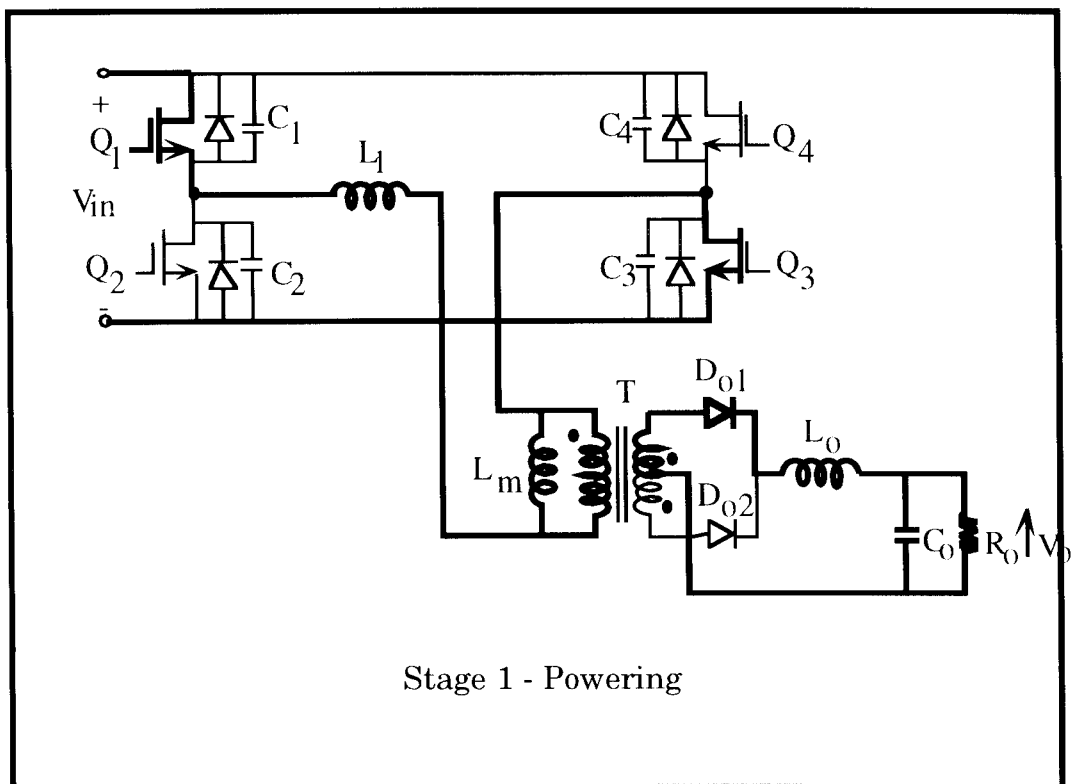 +
Q1
C1
C4
Q4
Vin
Ll
Q2
C2
C3
Q3
-
T
Do1
Lo
Lm
Do2
Co
Ro
Vo
Stage 1 - Powering